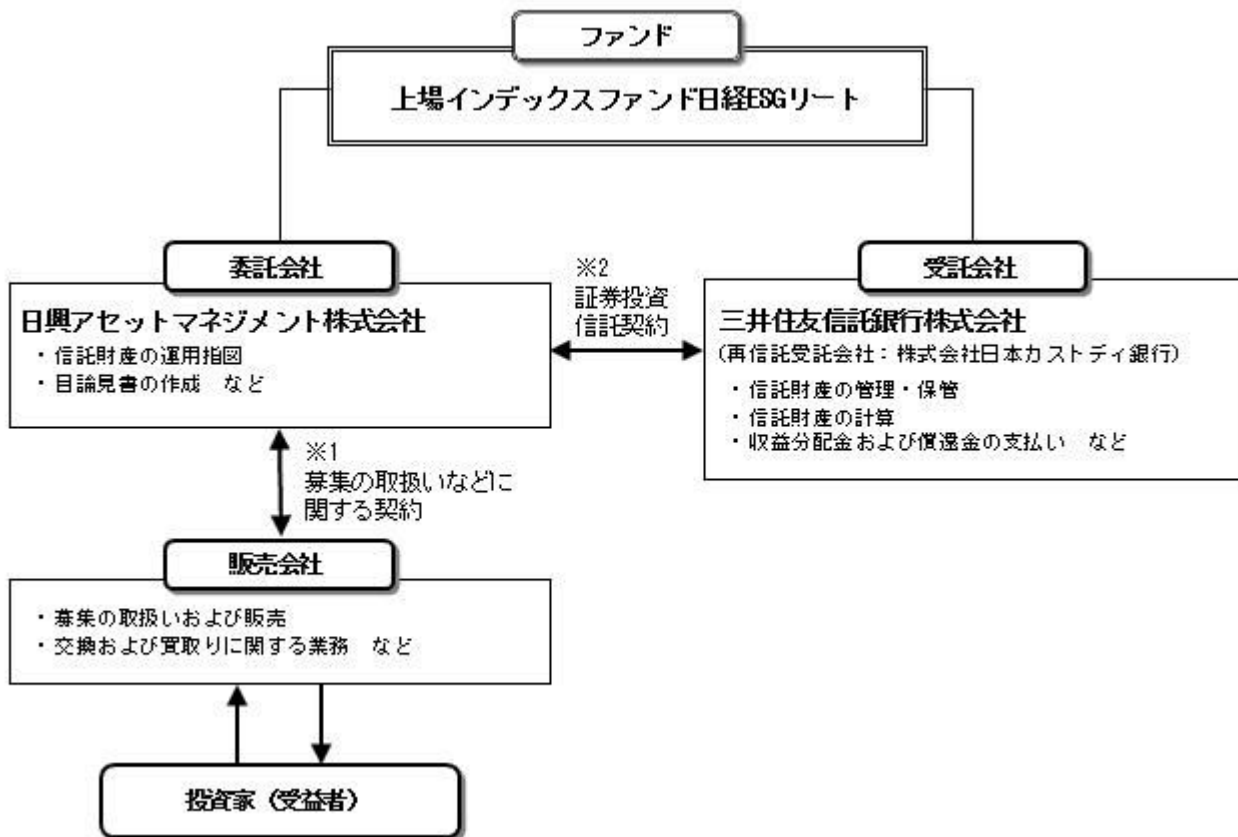 ファンド
上場インデックスファンド日経ESGリート
委託会社
日興アセットマネジメント株式会社
・信託財産の運用指図
・目論見書の作成　など
※2
証券投資
信託契約
受託会社
三井住友信託銀行株式会社
(再信託受託会社：株式会社日本カストディ銀行)
・信託財産の管理・保管
・信託財産の計算
・収益分配金および償還金の支払い　など
※1
募集の取扱いなどに
関する契約
販売会社
・募集の取扱いおよび販売
・交換および買取りに関する業務　など
投資家（受益者）